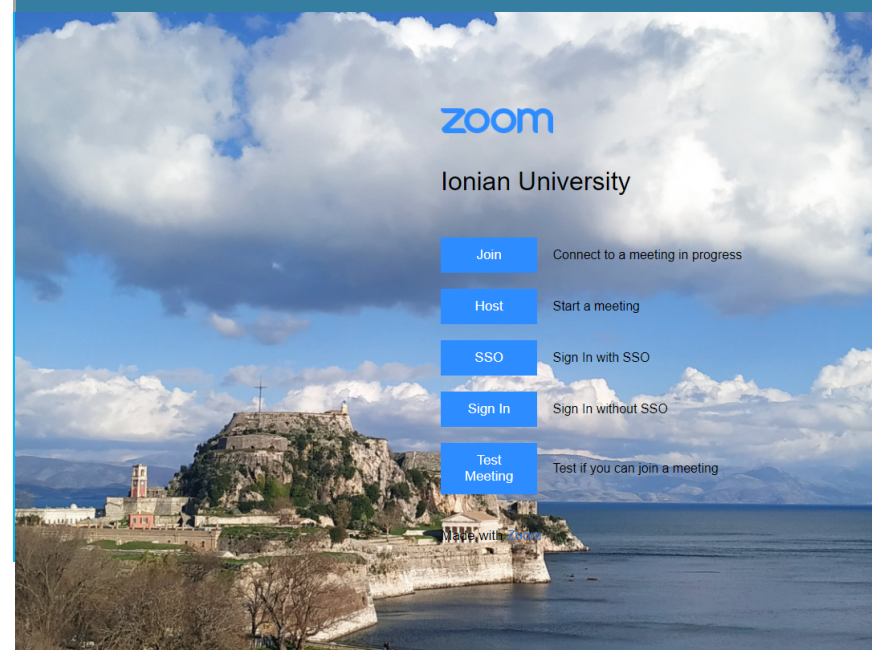 zoom
Ionian University
Join Connect to a meeting in progress
Host Start a meeting
SSO Sign In with SSO
Sign In Sign In without SSO
Test
Meeting Test if you can join a meeting
Made with Zoom